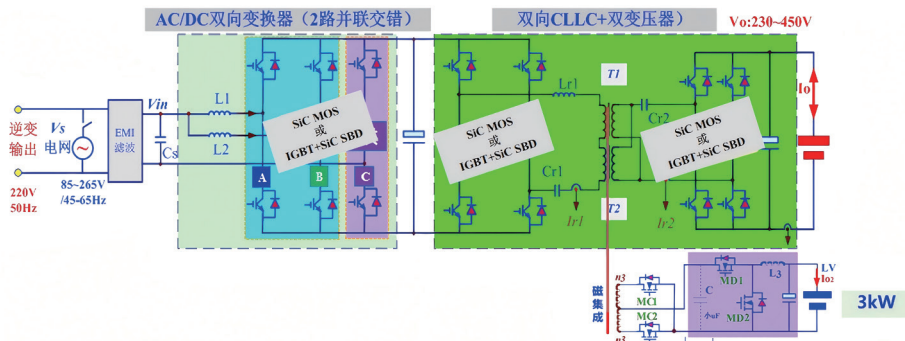 AC/DC双向变换器（2路并联交错）
双向CLLC+双变压器）
Vo:230~450V
T1
Io
Lr1
L1
Vin
Cr2
逆变
输出
Vs
电网
EMI
滤波
SiC MOS
或
IGBT+SiC SBD
SiC MOS
或
IGBT+SiC SBD
SiC MOS
或
IGBT+SiC SBD
Cs
L2
A
B
C
Cr1
220V
50Hz
85~265V
/45-65Hz
T2
Ir1
Ir2
磁集成
n3
MC1
MC2
n3
MD1
L3
C
小uF
MD2
LV
Io2
3kW